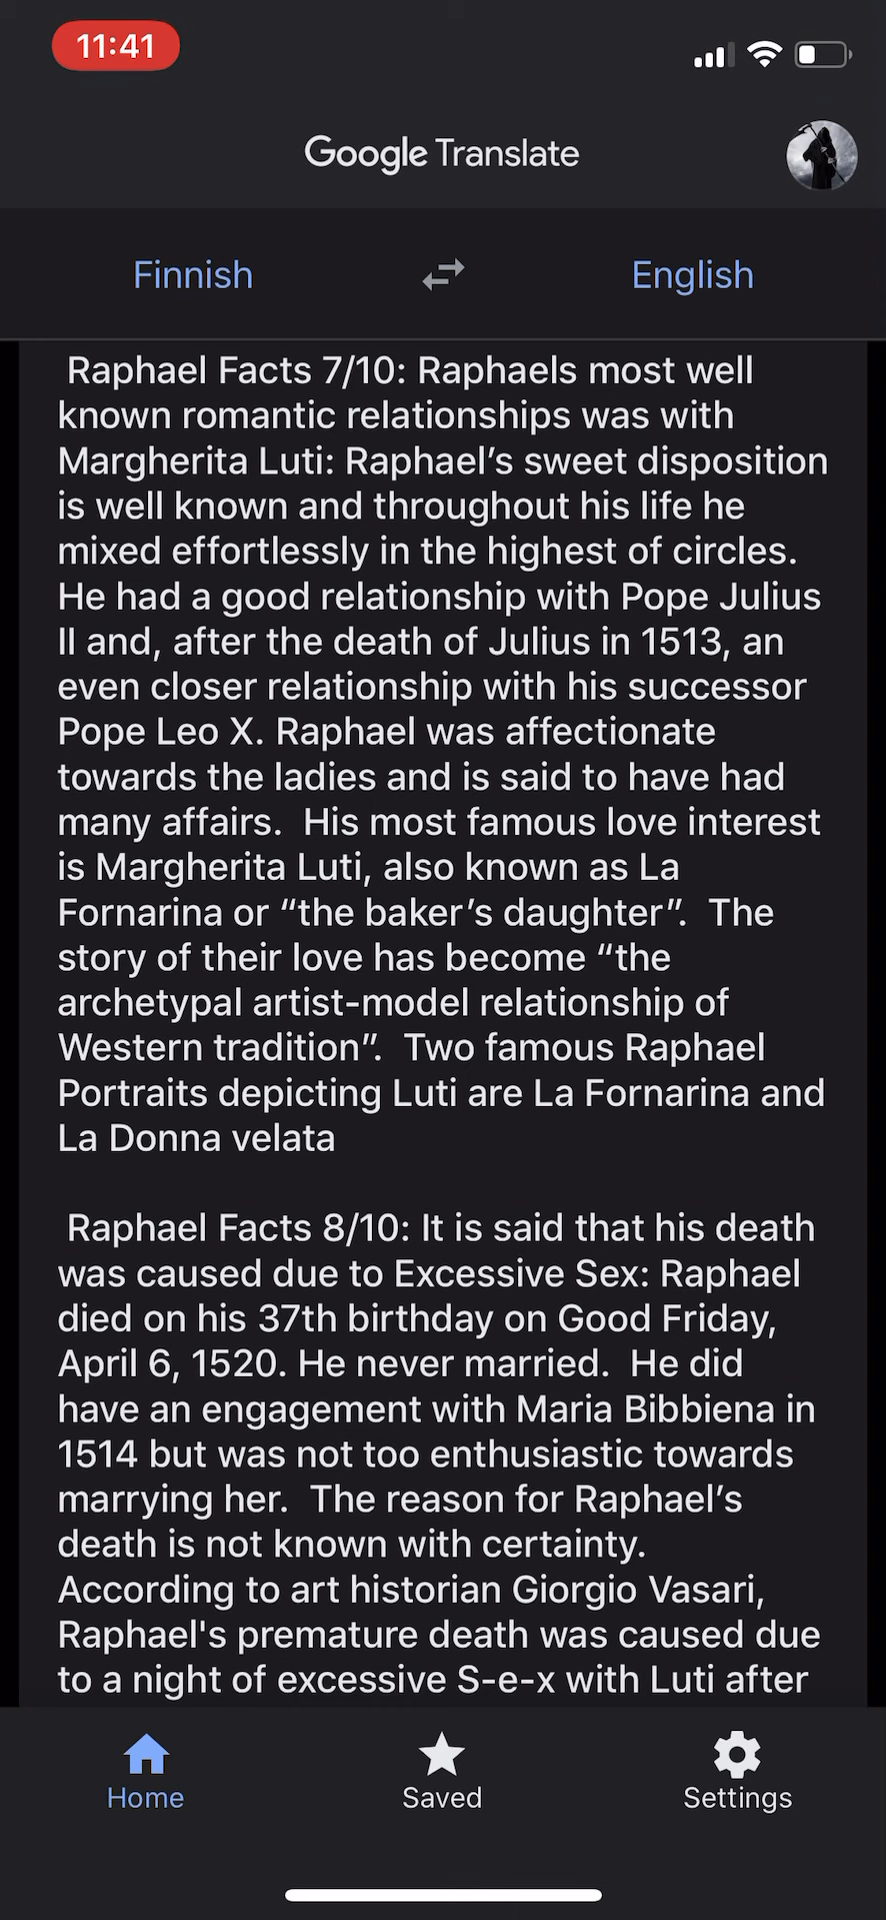 11:41
Google Translate
Finnish
English
Raphael Facts 7/10: Raphaels most well
known romantic relationships was with
Margherita Luti: Raphael’s sweet disposition
is well known and throughout his life he
mixed effortlessly in the highest of circles.
He had a good relationship with Pope Julius
II and, after the death of Julius in 1513, an
even closer relationship with his successor
Pope Leo X. Raphael was affectionate
towards the ladies and is said to have had
many affairs.  His most famous love interest
is Margherita Luti, also known as La
Fornarina or “the baker’s daughter”.  The
story of their love has become “the
archetypal artist-model relationship of
Western tradition”.  Two famous Raphael
Portraits depicting Luti are La Fornarina and
La Donna velata
Raphael Facts 8/10: It is said that his death
was caused due to Excessive Sex: Raphael
died on his 37th birthday on Good Friday,
April 6, 1520. He never married.  He did
have an engagement with Maria Bibbiena in
1514 but was not too enthusiastic towards
marrying her.  The reason for Raphael’s
death is not known with certainty.
According to art historian Giorgio Vasari,
Raphael's premature death was caused due
to a night of excessive S-e-x with Luti after
Home
Saved
Settings